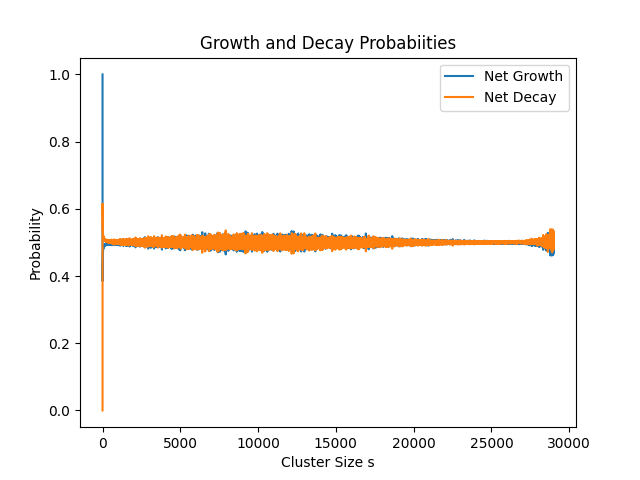 Growth and Decay Probabiities
Net Growth
Net Decay
Probability
1.0
0.8
0.6
0.4
0.2
0.0
0 5000 10000 15000 20000 25000 30000
Cluster Size s